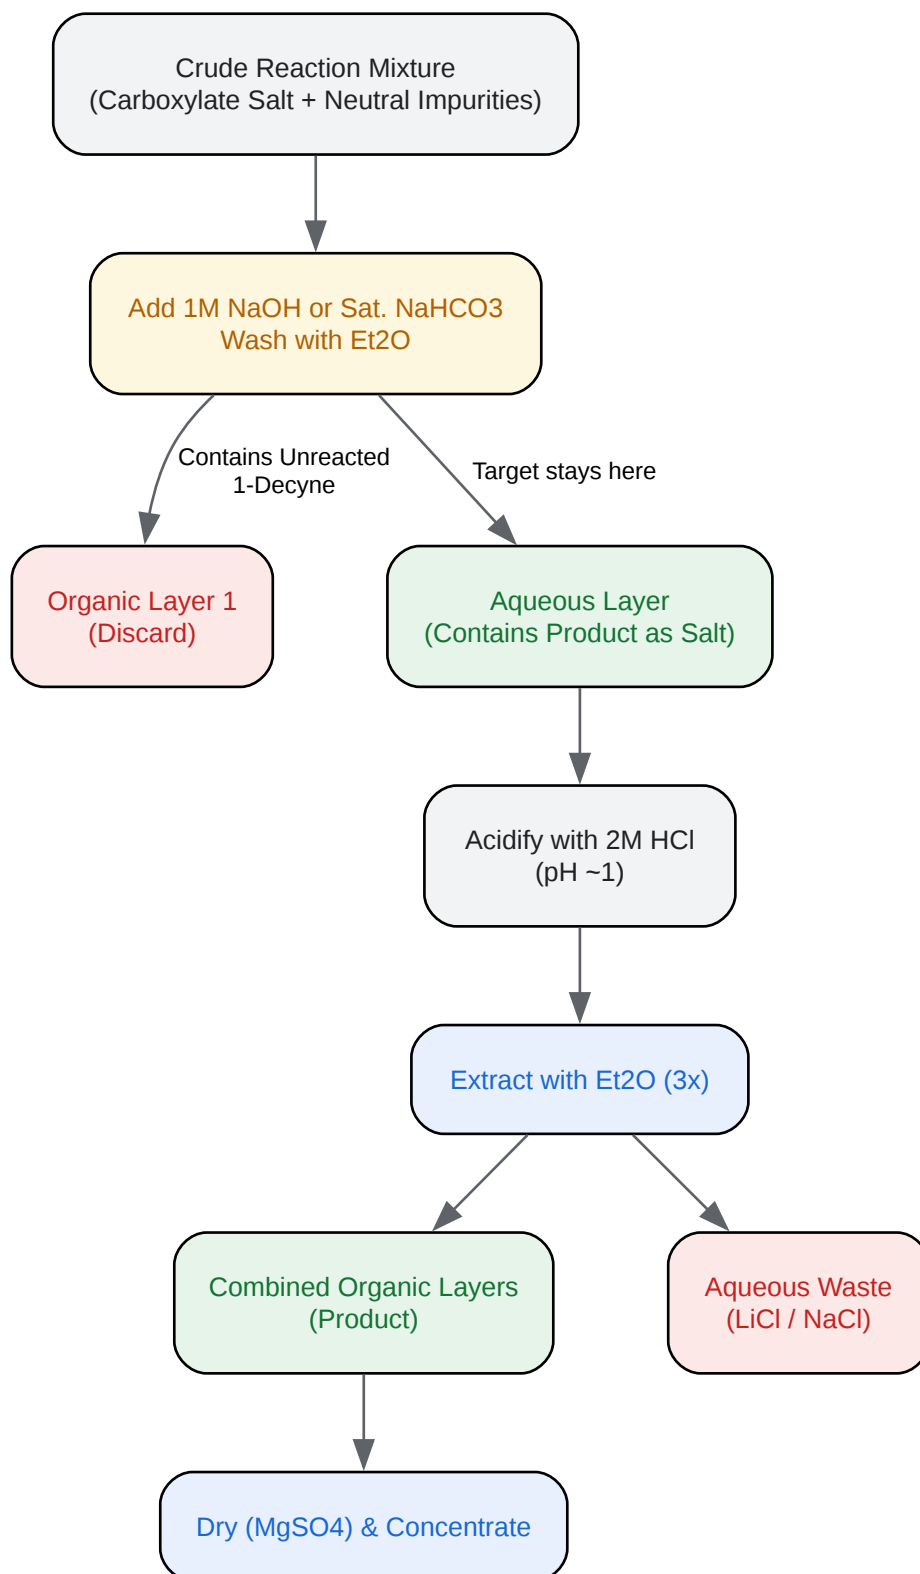 Crude Reaction Mixture
(Carboxylate Salt + Neutral Impurities)
Add 1M NaOH or Sat. NaHCO3
Wash with Et2O
Contains Unreacted
1-Decyne
Target stays here
Organic Layer 1
(Discard)
Aqueous Layer
(Contains Product as Salt)
Acidify with 2M HCl
(pH ~1)
Extract with Et2O (3x)
Combined Organic Layers
(Product)
Aqueous Waste
(LiCl / NaCl)
Dry (MgSO4) & Concentrate